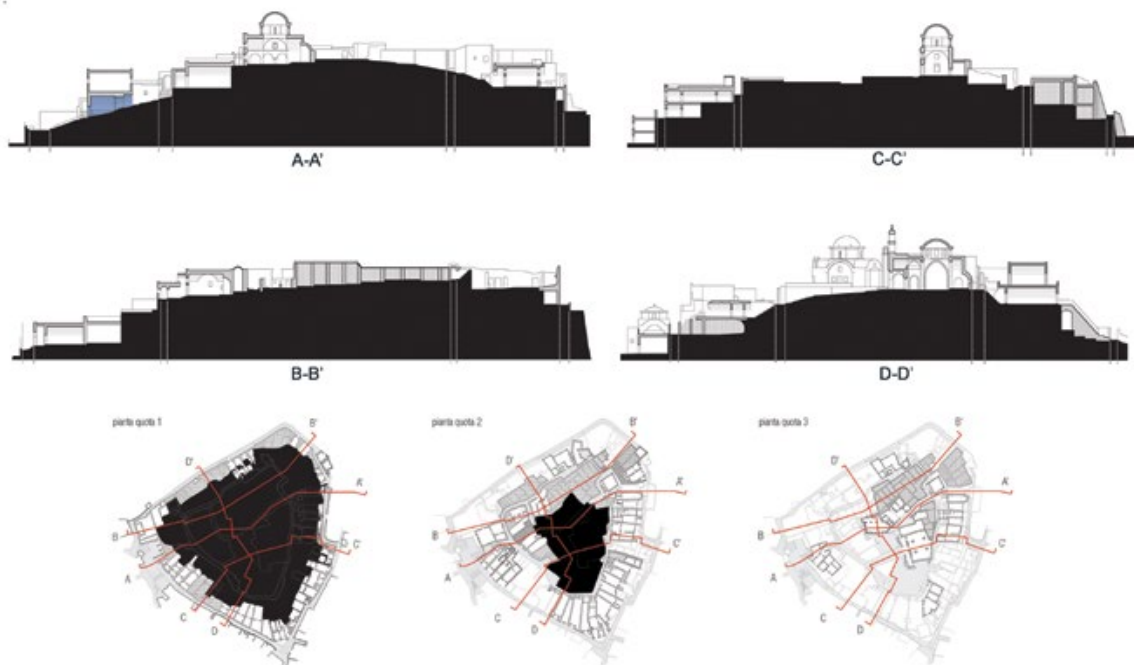 A-A'
C-C'
B-B'
D-D'
pianta quota 1
pianta quota 2
pianta quota 3
B'
D'
A'
B
C'
A
C
D
B'
D'
A'
B
C'
A
C
D
B'
D'
A'
B
C'
A
C
D